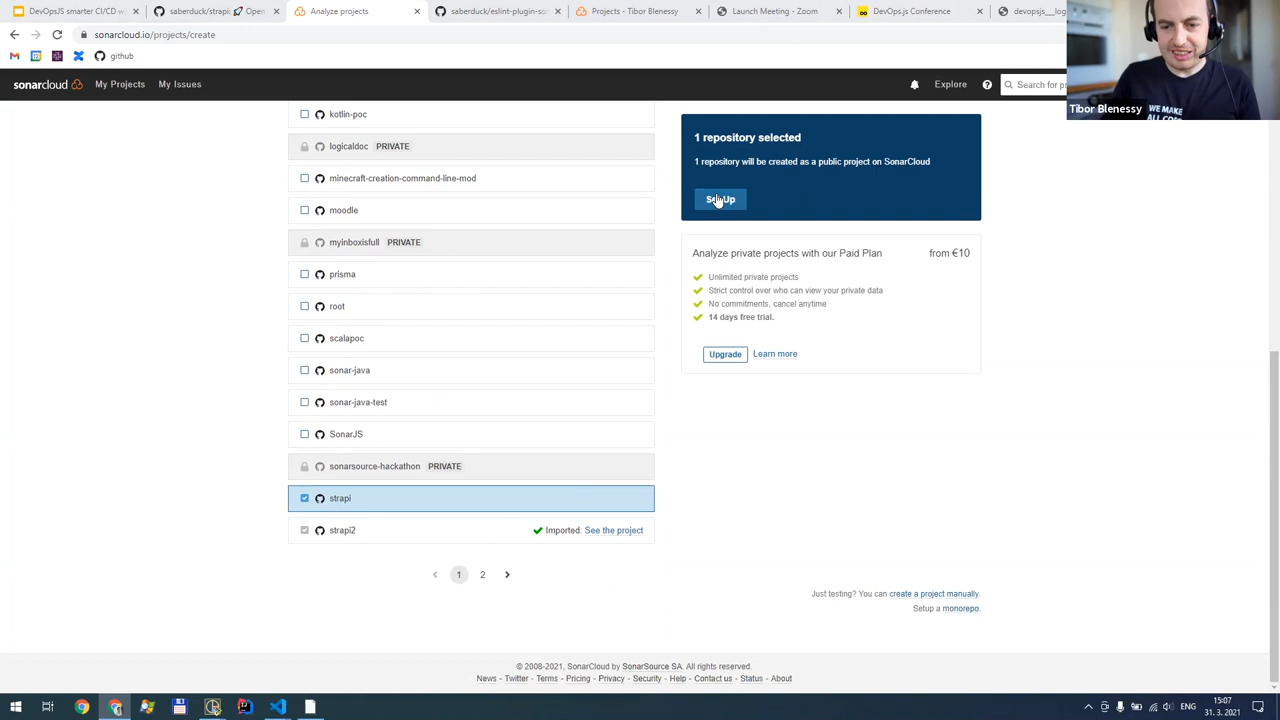 DevOpsJS smart CI/CD w
saberduck/strapi
Open
Analyze projects
saberduck/eslint-plugin-so
Projects - Tibor Blenessy
Launch Meeting - Zoom
DevOps.js Conference
devopsjs___log
sonarcloud.io/projects/create
github
sonarcloud
My Projects
My Issues
Explore
Search for pr
Tibor Blenessy
WE MAKE
kotlin-poc
logicaldoc PRIVATE
minecraft-creation-command-line-mod
moodle
myinboxisfull PRIVATE
prisma
root
scalapoc
sonar-java
sonar-java-test
SonarJS
sonarsource-hackathon PRIVATE
strapi
strapi2 Imported: See the project
1 2
1 repository selected
1 repository will be created as a public project on SonarCloud
Set Up
Analyze private projects with our Paid Plan from €10
Unlimited private projects
Strict control over who can view your private data
No commitments, cancel anytime
14 days free trial.
Upgrade Learn more
Just testing? You can create a project manually.
Setup a monorepo.
© 2008-2021, SonarCloud by SonarSource SA. All rights reserved.
News - Twitter - Terms - Pricing - Privacy - Security - Help - Contact us - Status - About
ENG
15:07
31. 3. 2021